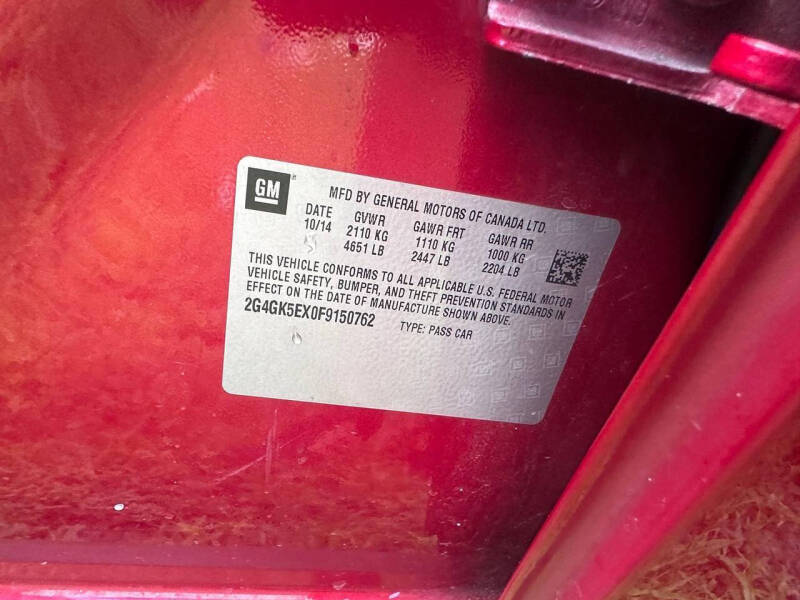 GM
MFD BY GENERAL MOTORS OF CANADA LTD.
DATE GVWR GAWR FRT GAWR RR
10/14 2110 KG 1110 KG 1000 KG
4651 LB 2447 LB 2204 LB
THIS VEHICLE CONFORMS TO ALL APPLICABLE U.S. FEDERAL MOTOR
VEHICLE SAFETY, BUMPER, AND THEFT PREVENTION STANDARDS IN
EFFECT ON THE DATE OF MANUFACTURE SHOWN ABOVE.
2G4GK5EX0F9150762 TYPE: PASS CAR